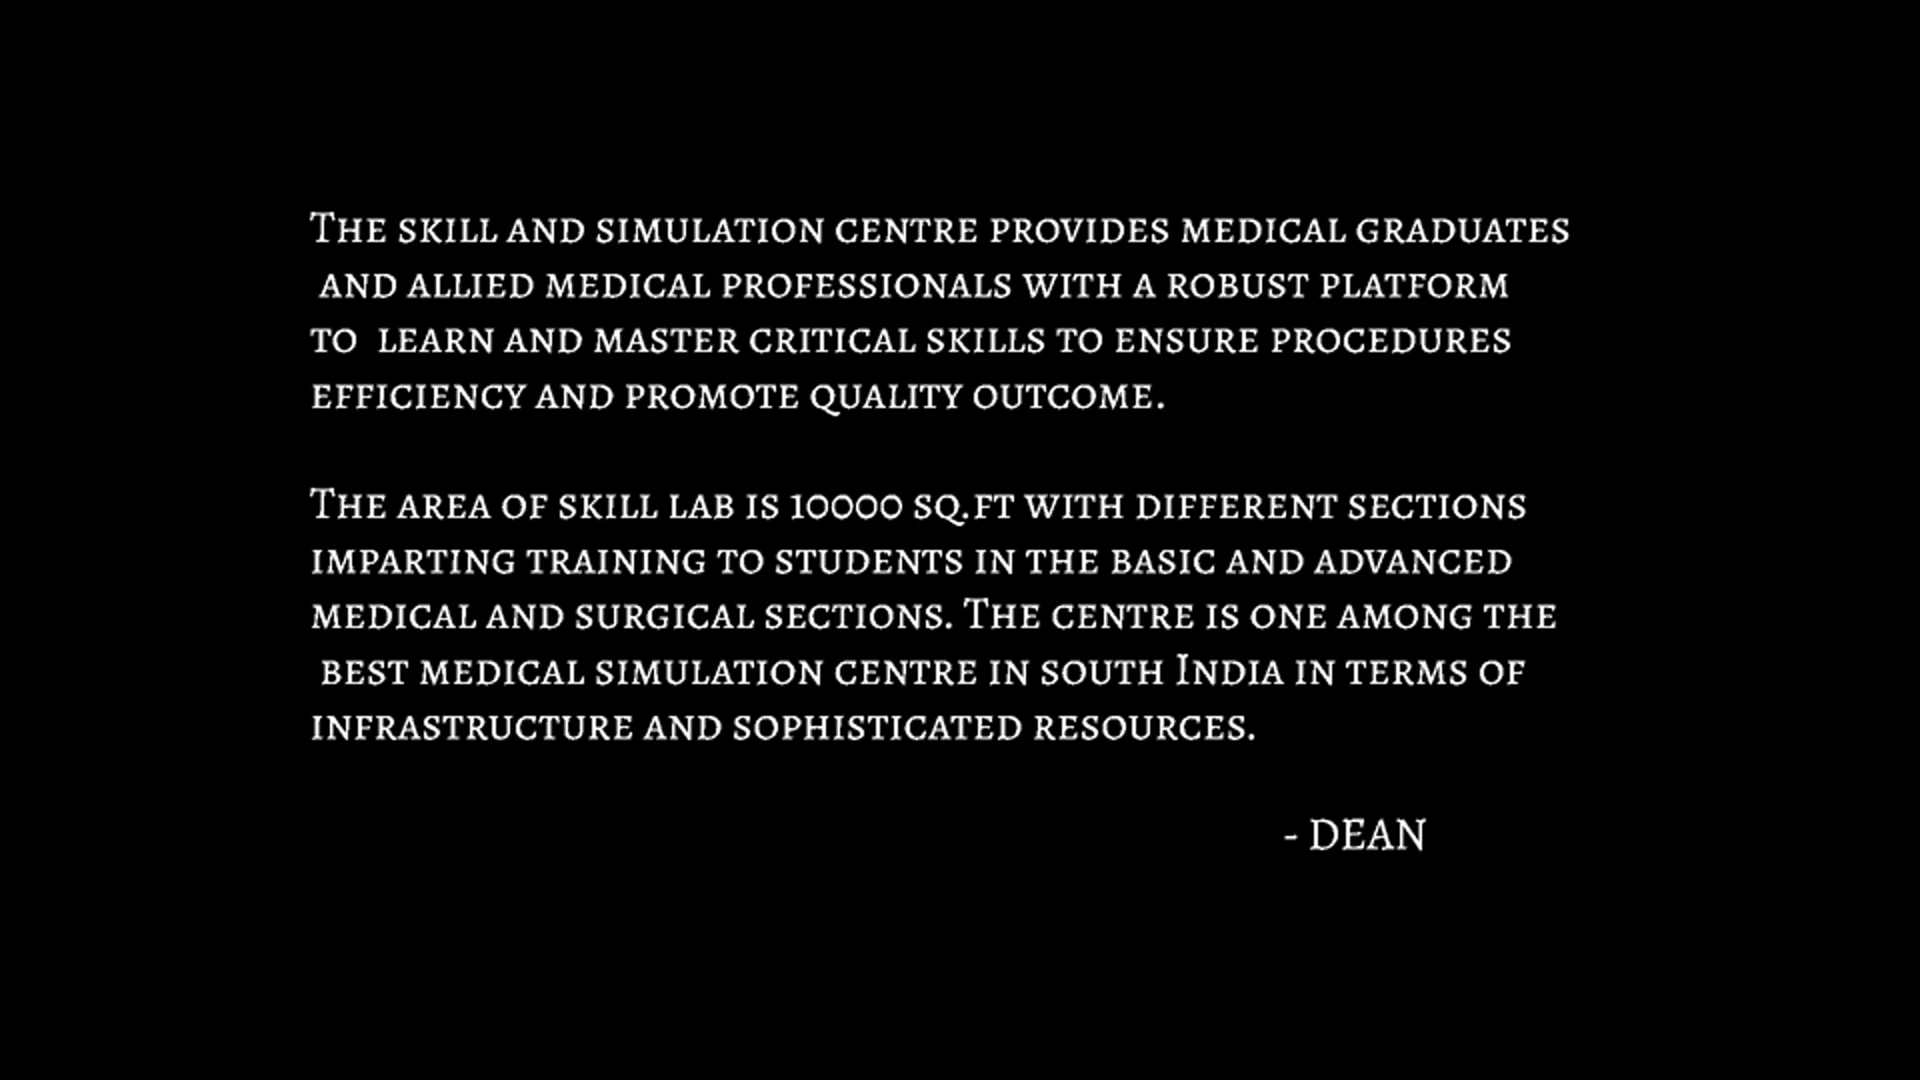 The skill and simulation centre provides medical graduates
and allied medical professionals with a robust platform
to learn and master critical skills to ensure procedures
efficiency and promote quality outcome.
The area of skill lab is 10000 sq.ft with different sections
imparting training to students in the basic and advanced
medical and surgical sections. The centre is one among the
best medical simulation centre in south India in terms of
infrastructure and sophisticated resources.
- DEAN